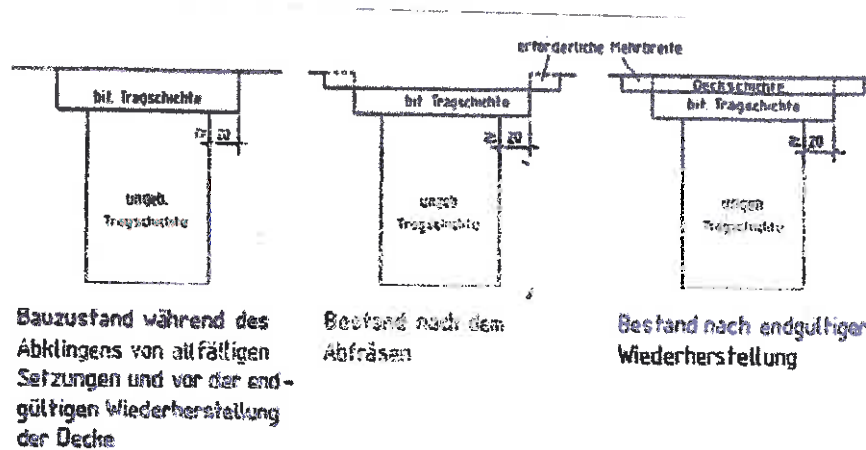 erforderliche Mehrbreite
bit. Tragschichte
≥ 20
ungeb.
Tragschichte
Bauzustand während des
Abklingens von allfälligen
Setzungen und vor der end-
gültigen Wiederherstellung
der Decke
bit Tragschichte
≥ 20
ungeb
Tragschichte
Bestand nach dem
Abfräsen
Deckschichte
bit. Tragschichte
≥ 20
ungeb
Tragschichte
Bestand nach endgültiger
Wiederherstellung